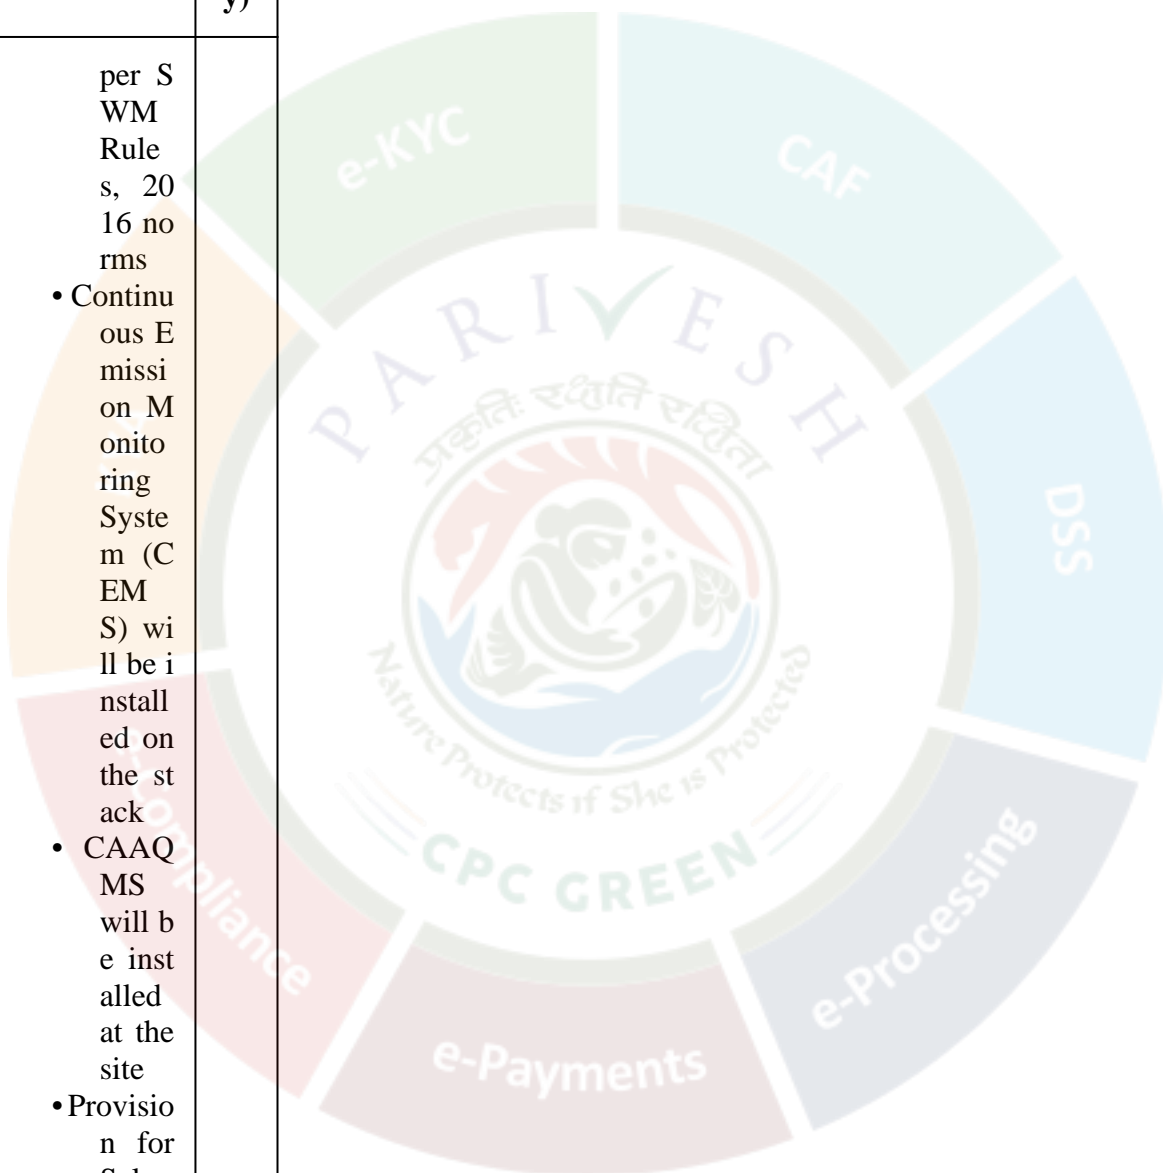 y)
per S
WM
Rule
s, 20
16 no
rms
• Continu
ous E
missi
on M
onito
ring
Syste
m (C
EM
S) wi
ll be i
nstall
ed on
the st
ack
• CAAQ
MS
will b
e inst
alled
at the
site
• Provisio
n for
e-KYC
CAF
DSS
e-Processing
e-Payments
e-Compliance
PARIVESH
प्रकृतिः रक्षति रक्षिता
Nature Protects if She is Protected
CPC GREEN